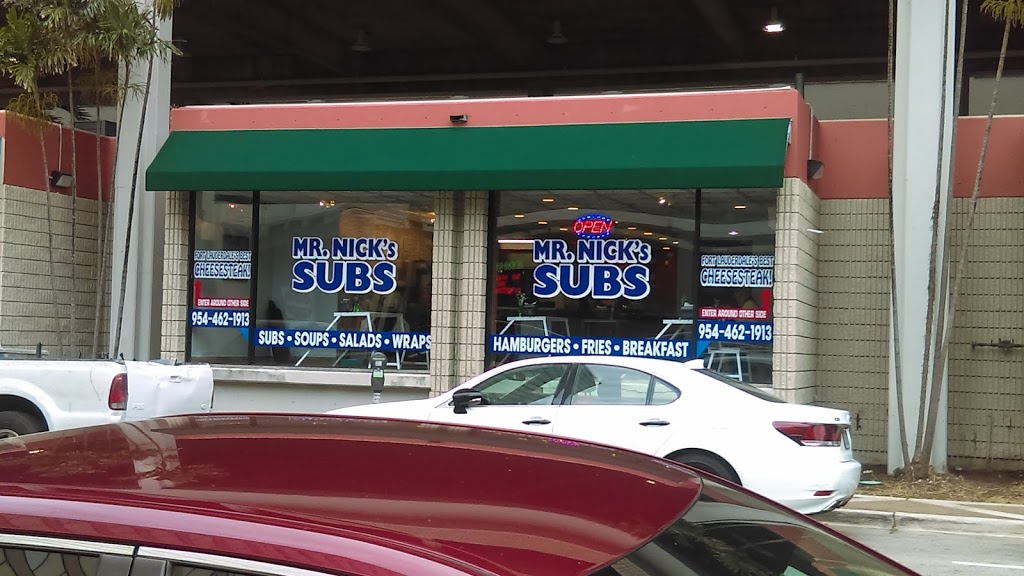 FORT LAUDERDALE'S BEST
CHEESESTEAK!
ENTER AROUND OTHER SIDE
954-462-1913
MR. NICK's
SUBS
SUBS • SOUPS • SALADS • WRAPS
OPEN
MR. NICK's
SUBS
HAMBURGERS • FRIES • BREAKFAST
FORT LAUDERDALE'S BEST
CHEESESTEAK!
ENTER AROUND OTHER SIDE
954-462-1913